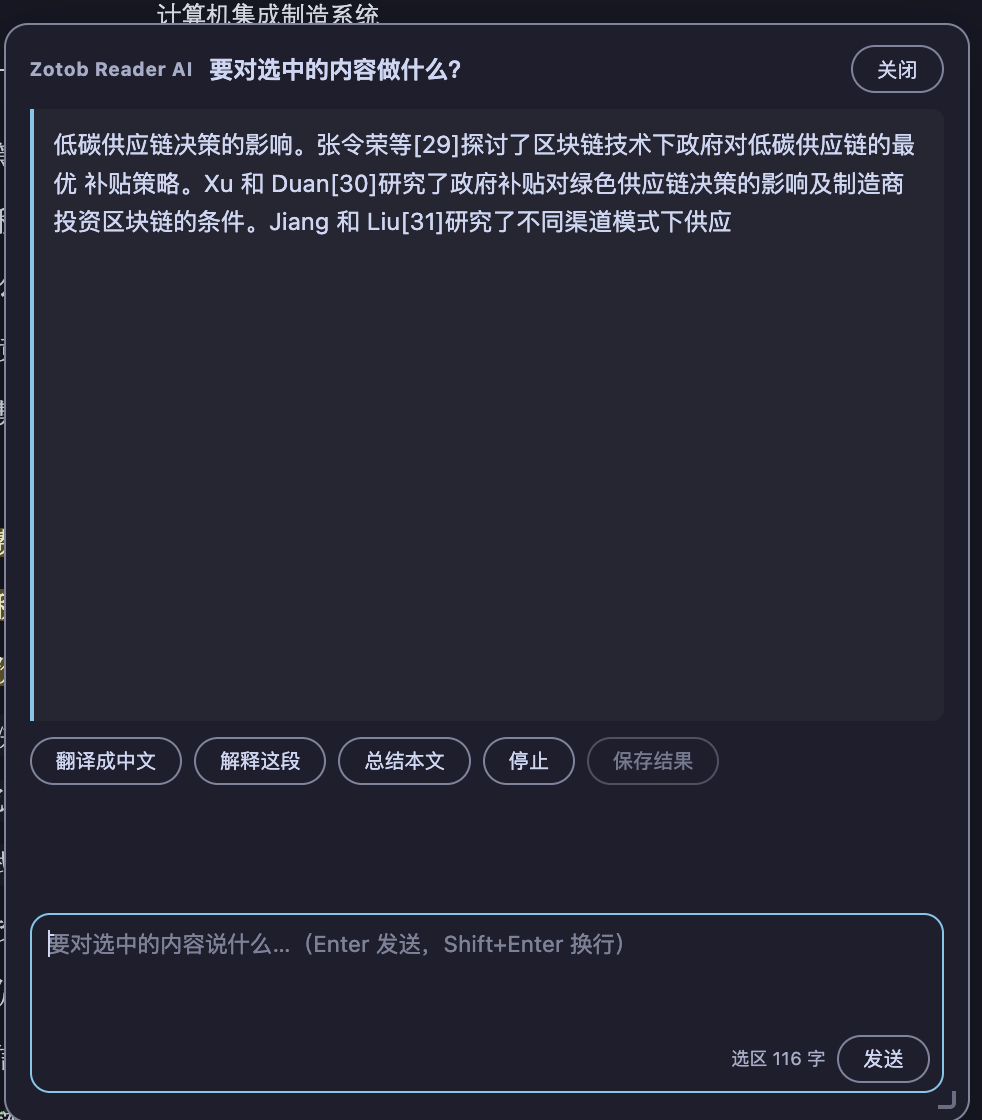 计算机集成制造系统
Zotob Reader AI 要对选中的内容做什么?
关闭
低碳供应链决策的影响。张令荣等[29]探讨了区块链技术下政府对低碳供应链的最
优 补贴策略。Xu 和 Duan[30]研究了政府补贴对绿色供应链决策的影响及制造商
投资区块链的条件。Jiang 和 Liu[31]研究了不同渠道模式下供应
翻译成中文 解释这段 总结本文 停止 保存结果
要对选中的内容说什么...（Enter 发送，Shift+Enter 换行）
选区 116 字 发送